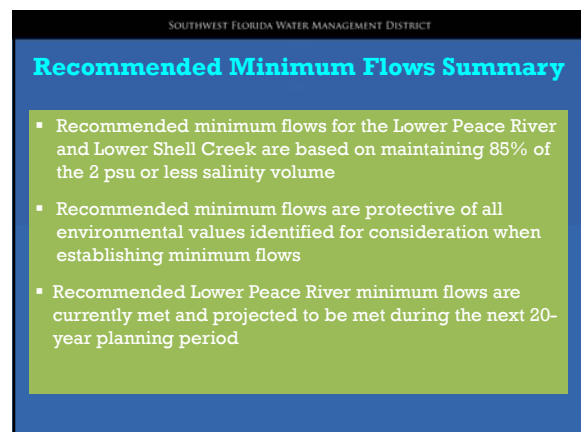 SOUTHWEST FLORIDA WATER MANAGEMENT DISTRICT
Recommended Minimum Flows Summary
▪ Recommended minimum flows for the Lower Peace River
and Lower Shell Creek are based on maintaining 85% of
the 2 psu or less salinity volume
▪ Recommended minimum flows are protective of all
environmental values identified for consideration when
establishing minimum flows
▪ Recommended Lower Peace River minimum flows are
currently met and projected to be met during the next 20-
year planning period